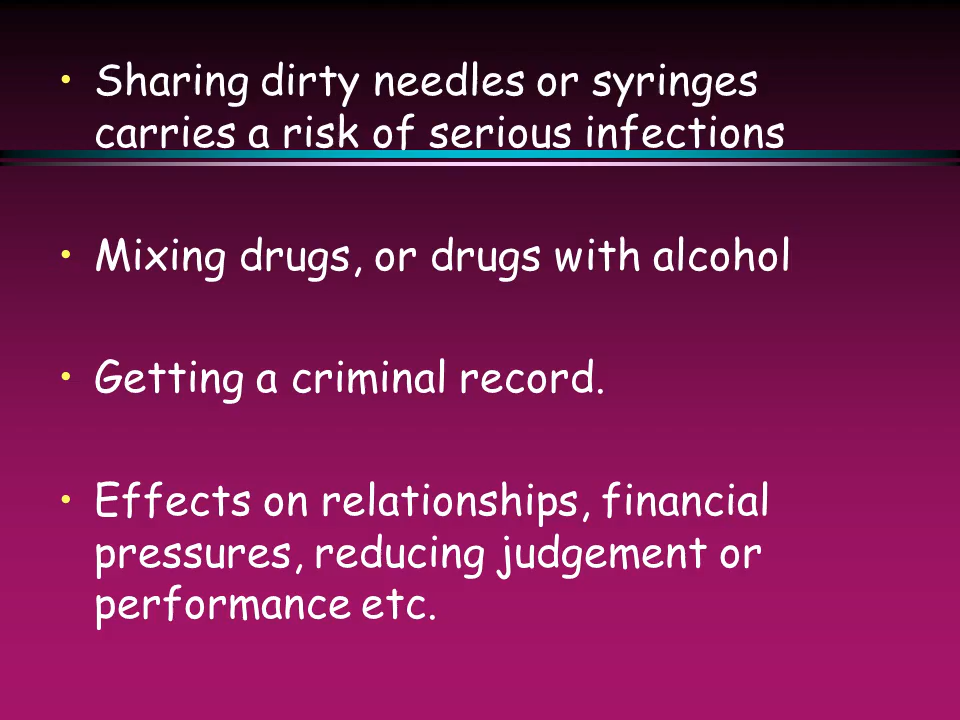 • Sharing dirty needles or syringes
carries a risk of serious infections
• Mixing drugs, or drugs with alcohol
• Getting a criminal record.
• Effects on relationships, financial
pressures, reducing judgement or
performance etc.